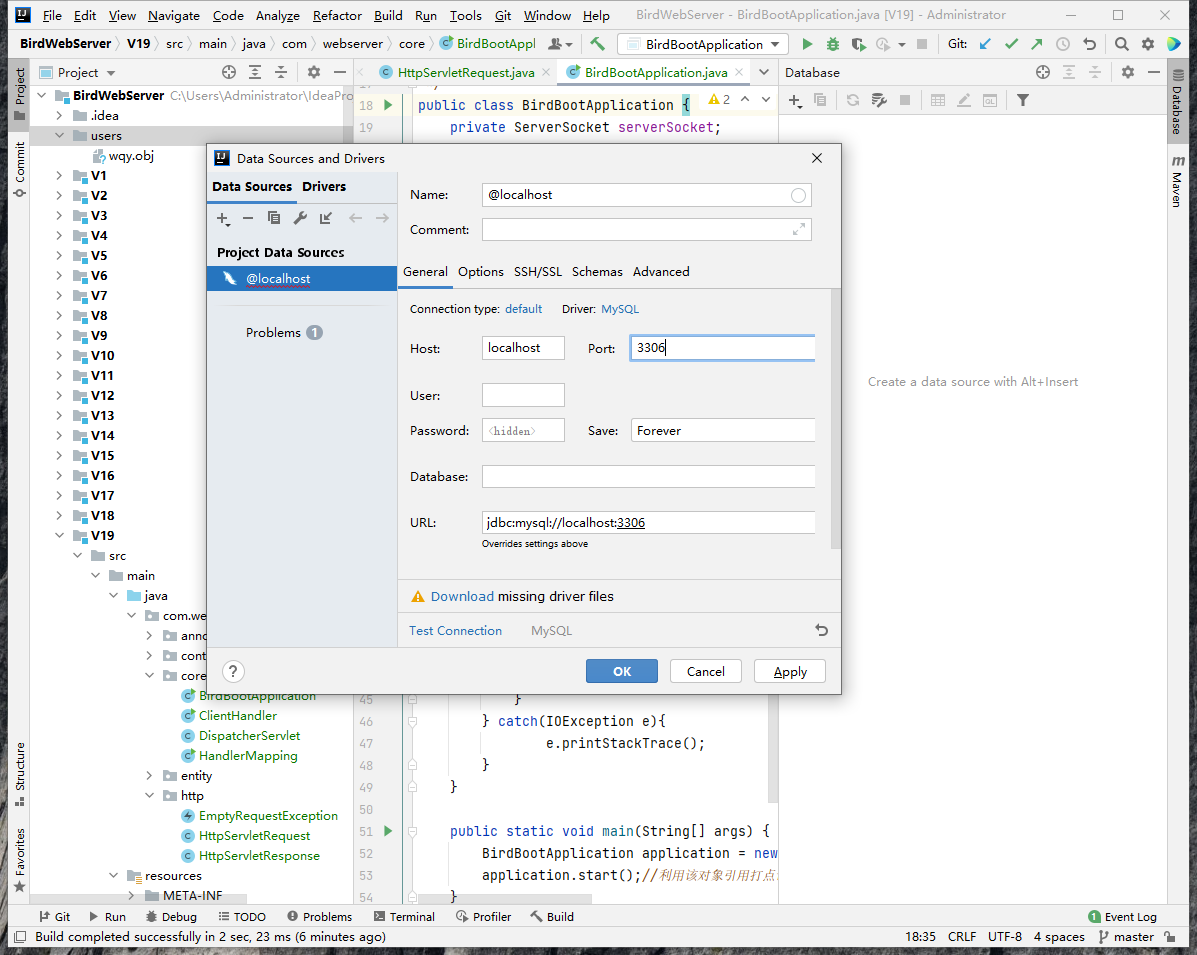 File Edit View Navigate Code Analyze Refactor Build Run Tools Git Window Help BirdWebServer - BirdBootApplication.java [V19] - Administrator
BirdWebServer V19 src main java com webserver core BirdBootAppl BirdBootApplication Git:
Project
Project
HttpServletRequest.java BirdBootApplication.java
Database
Database
Maven
Commit
Structure
Favorites
BirdWebServer C:\Users\Administrator\IdeaPro
.idea
users
wqy.obj
V1
V2
V3
V4
V5
V6
V7
V8
V9
V10
V11
V12
V13
V14
V15
V16
V17
V18
V19
src
main
java
com.we
anno
cont
core
BirdBootApplication
ClientHandler
DispatcherServlet
HandlerMapping
entity
http
EmptyRequestException
HttpServletRequest
HttpServletResponse
resources
META-INF
18 public class BirdBootApplication { 2
19 private ServerSocket serverSocket;
Data Sources and Drivers
Data Sources Drivers
Project Data Sources
@localhost
Problems 1
Name: @localhost
Comment:
General Options SSH/SSL Schemas Advanced
Connection type: default Driver: MySQL
Host: localhost Port: 3306
User:
Password: <hidden> Save: Forever
Database:
URL: jdbc:mysql://localhost:3306
Overrides settings above
Download missing driver files
Test Connection MySQL
? OK Cancel Apply
Create a data source with Alt+Insert
45 }
46 } catch(IOException e){
47 e.printStackTrace();
48 }
49 }
50
51 public static void main(String[] args) {
52 BirdBootApplication application = new
53 application.start();//利用该对象引用打点
54 }
Git Run Debug TODO Problems Terminal Profiler Build 1 Event Log
Build completed successfully in 2 sec, 23 ms (6 minutes ago) 18:35 CRLF UTF-8 4 spaces master